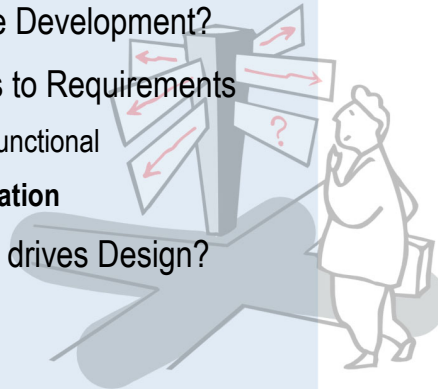 e Development?
s to Requirements
unctional
ation
drives Design?
?